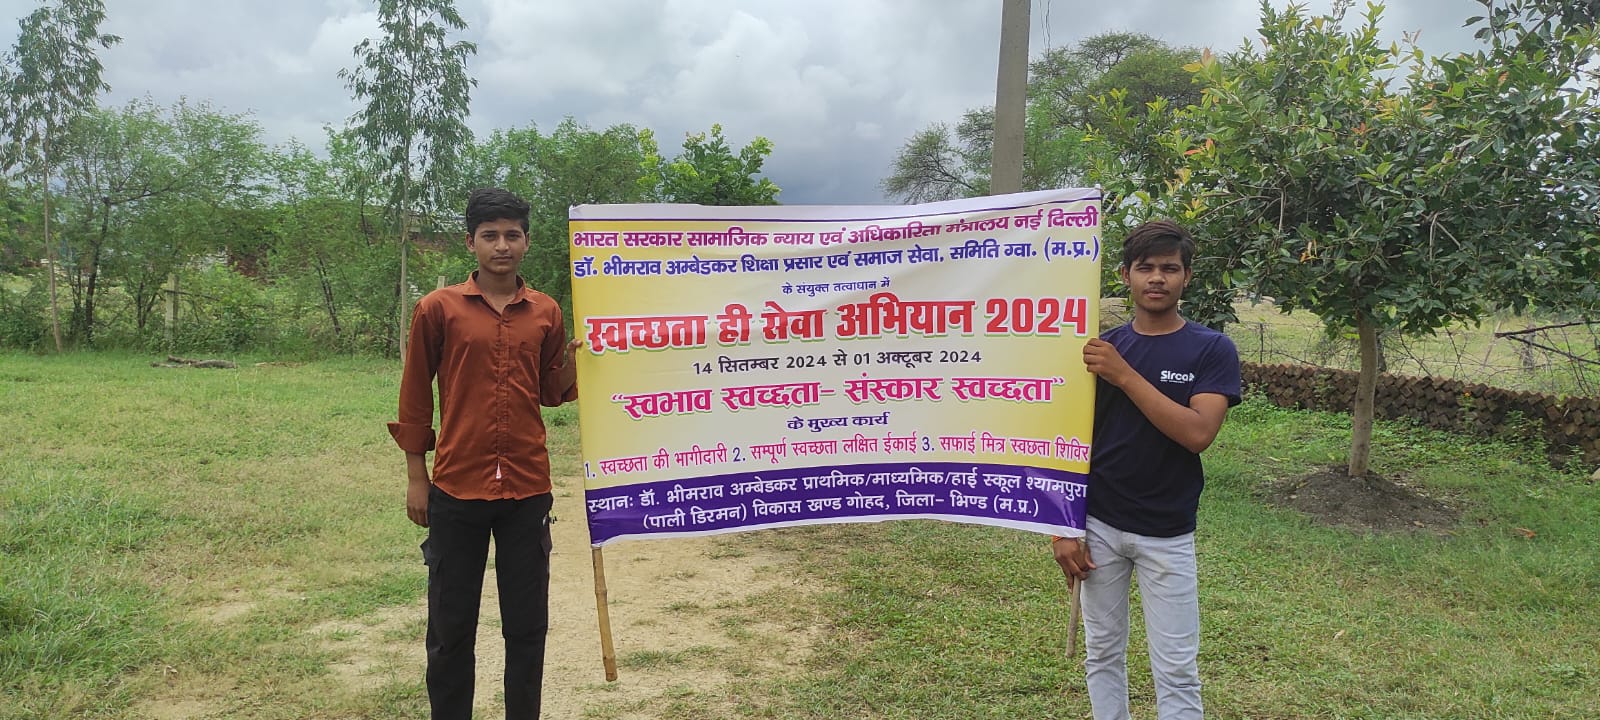 भारत सरकार सामाजिक न्याय एवं अधिकारिता मंत्रालय नई दिल्ली
डॉ. भीमराव अम्बेडकर शिक्षा प्रसार एवं समाज सेवा, समिति ग्वा. (म.प्र.)
के संयुक्त तत्वाधान में
स्वच्छता ही सेवा अभियान 2024
14 सितम्बर 2024 से 01 अक्टूबर 2024
“स्वभाव स्वच्छता- संस्कार स्वच्छता”
के मुख्य कार्य
1. स्वच्छता की भागीदारी 2. सम्पूर्ण स्वच्छता लक्षित ईकाई 3. सफाई मित्र स्वछता शिविर
स्थानः डॉ. भीमराव अम्बेडकर प्राथमिक/माध्यमिक/हाई स्कूल श्यामपुरा
(पाली डिरमन) विकास खण्ड गोहद, जिला- भिण्ड (म.प्र.)